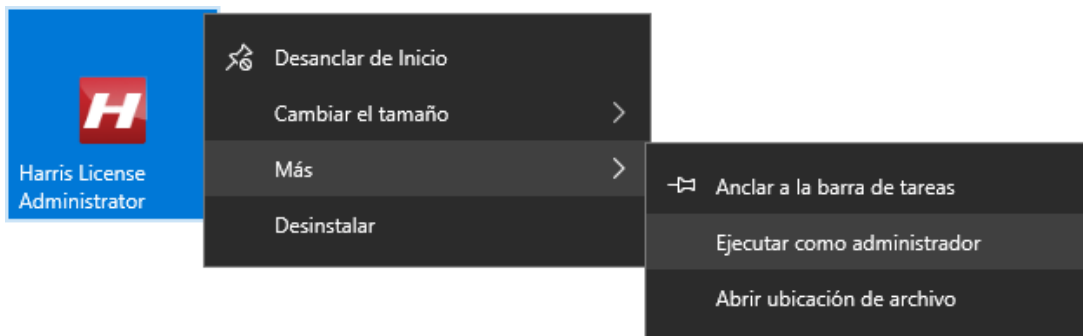 Desanclar de Inicio
Cambiar el tamaño
H
Harris License
Administrator
Más
Desinstalar
Anclar a la barra de tareas
Ejecutar como administrador
Abrir ubicación de archivo